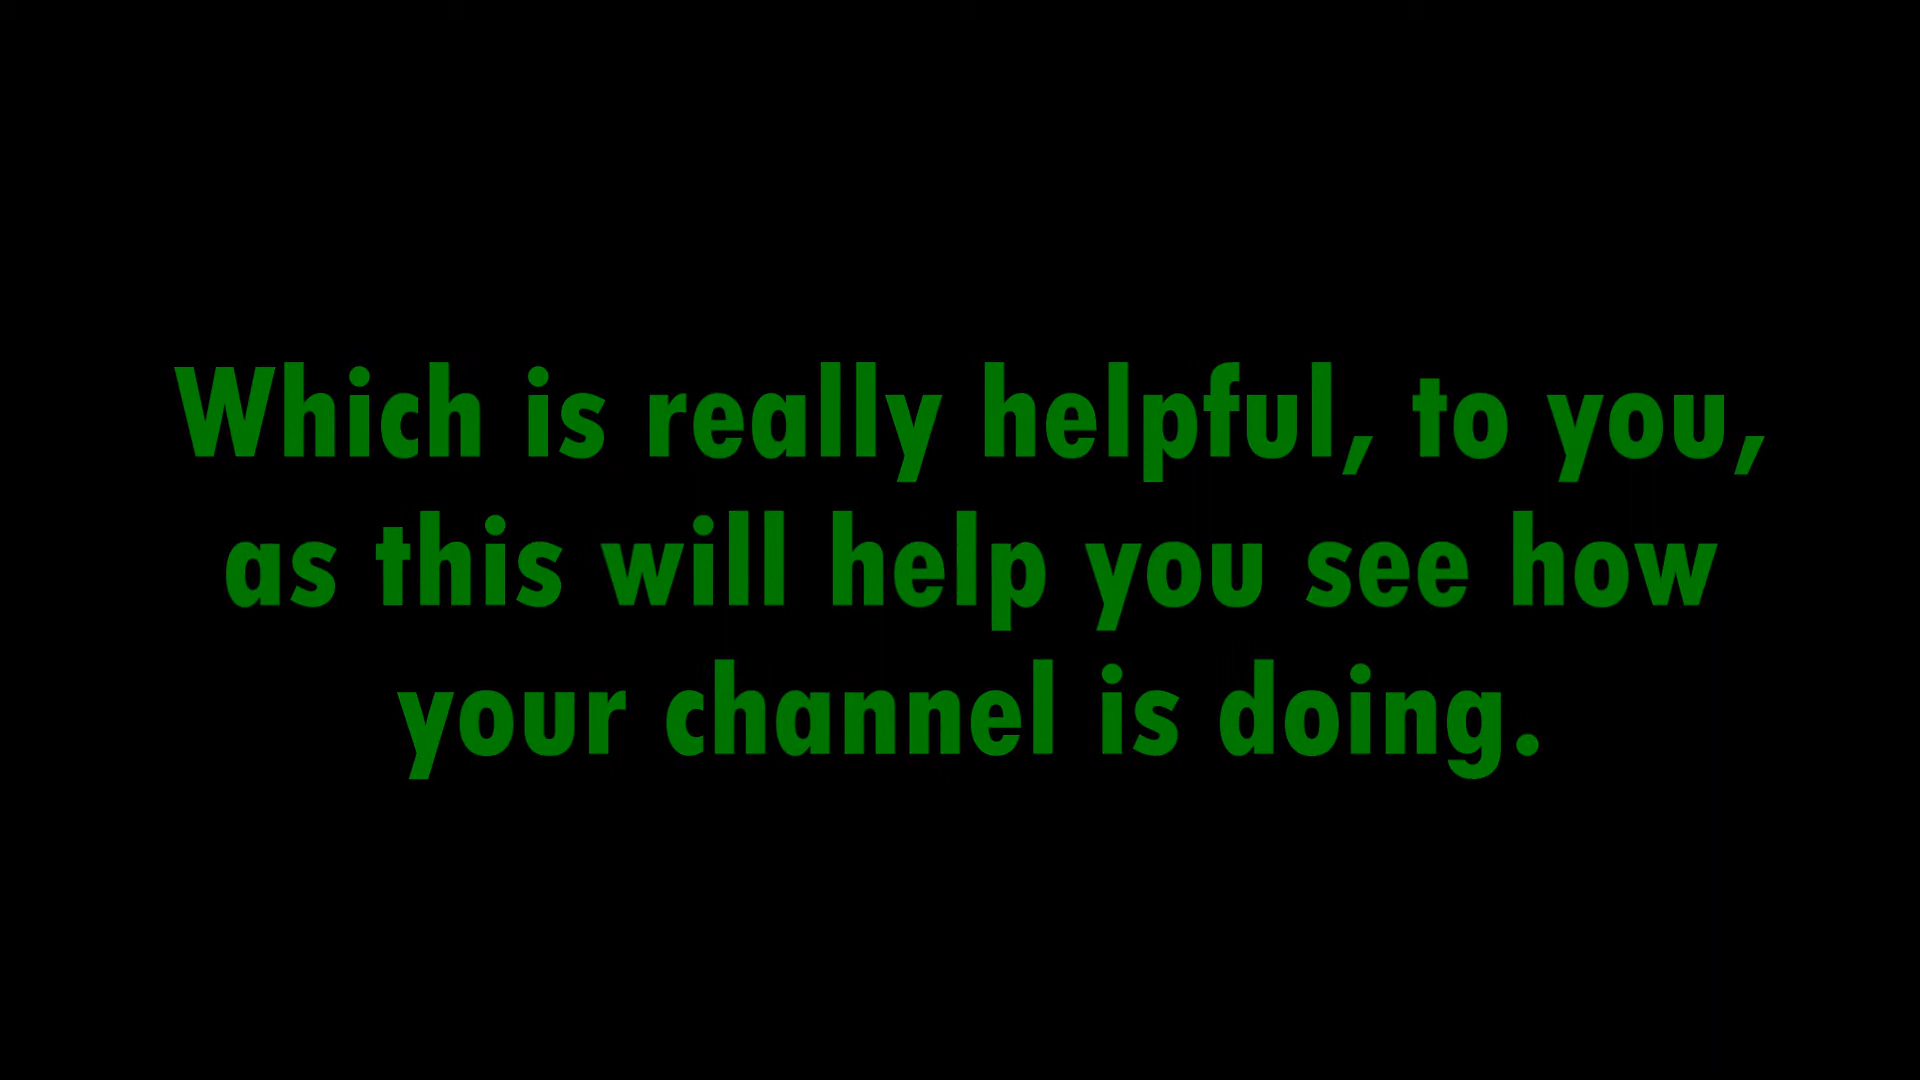 Which is really helpful, to you,
as this will help you see how
your channel is doing.